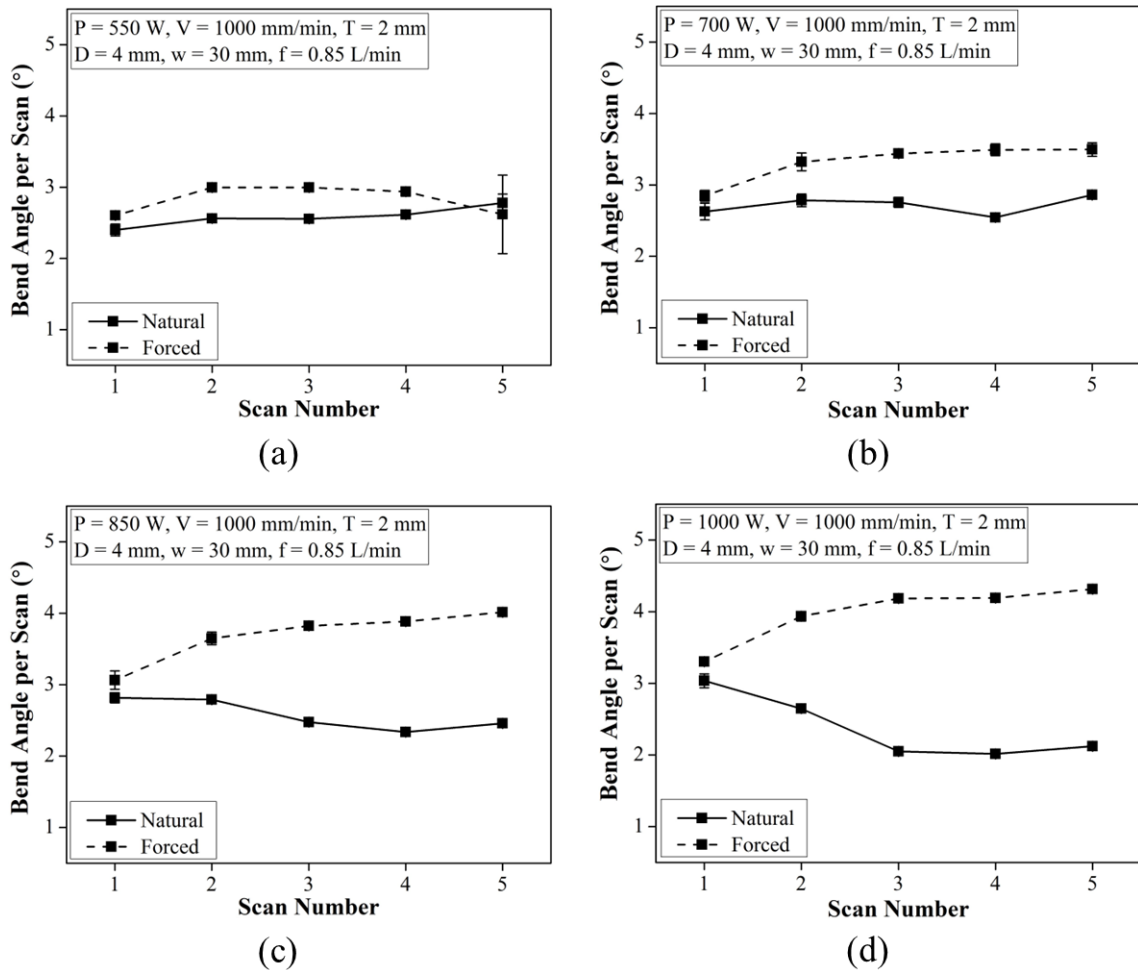 P = 550 W, V = 1000 mm/min, T = 2 mm
D = 4 mm, w = 30 mm, f = 0.85 L/min
Bend Angle per Scan (°)
5
4
3
2
1
Natural
Forced
1 2 3 4 5
Scan Number
(a)
P = 700 W, V = 1000 mm/min, T = 2 mm
D = 4 mm, w = 30 mm, f = 0.85 L/min
Bend Angle per Scan (°)
5
4
3
2
1
Natural
Forced
1 2 3 4 5
Scan Number
(b)
P = 850 W, V = 1000 mm/min, T = 2 mm
D = 4 mm, w = 30 mm, f = 0.85 L/min
Bend Angle per Scan (°)
5
4
3
2
1
Natural
Forced
1 2 3 4 5
Scan Number
(c)
P = 1000 W, V = 1000 mm/min, T = 2 mm
D = 4 mm, w = 30 mm, f = 0.85 L/min
Bend Angle per Scan (°)
5
4
3
2
1
Natural
Forced
1 2 3 4 5
Scan Number
(d)